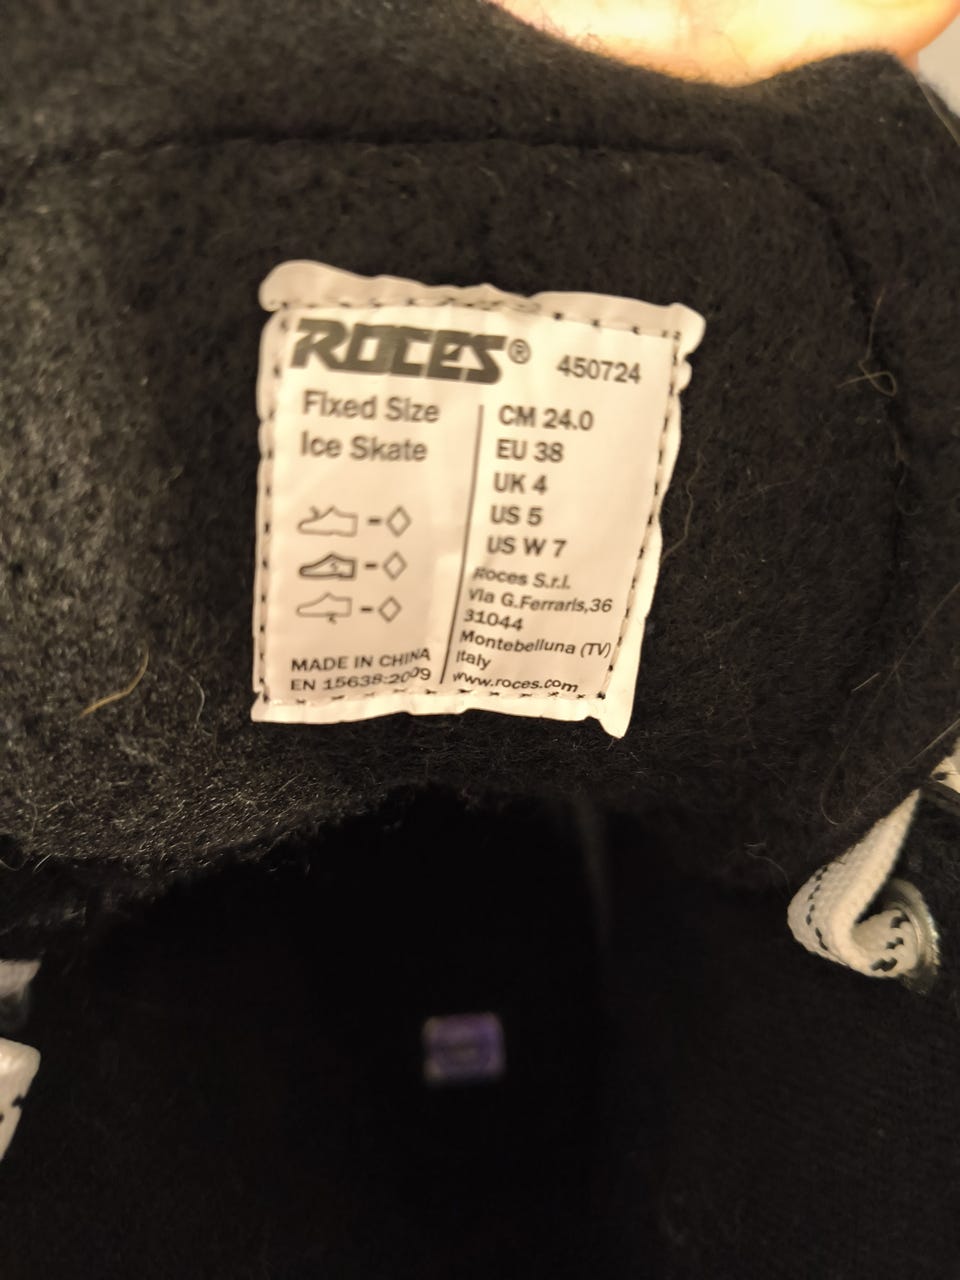 ROCES® 450724
Fixed Size
Ice Skate
CM 24.0
EU 38
UK 4
US 5
US W 7
Roces S.r.l.
Via G.Ferraris,36
31044
Montebelluna (TV)
Italy
www.roces.com
MADE IN CHINA
EN 15638:2009